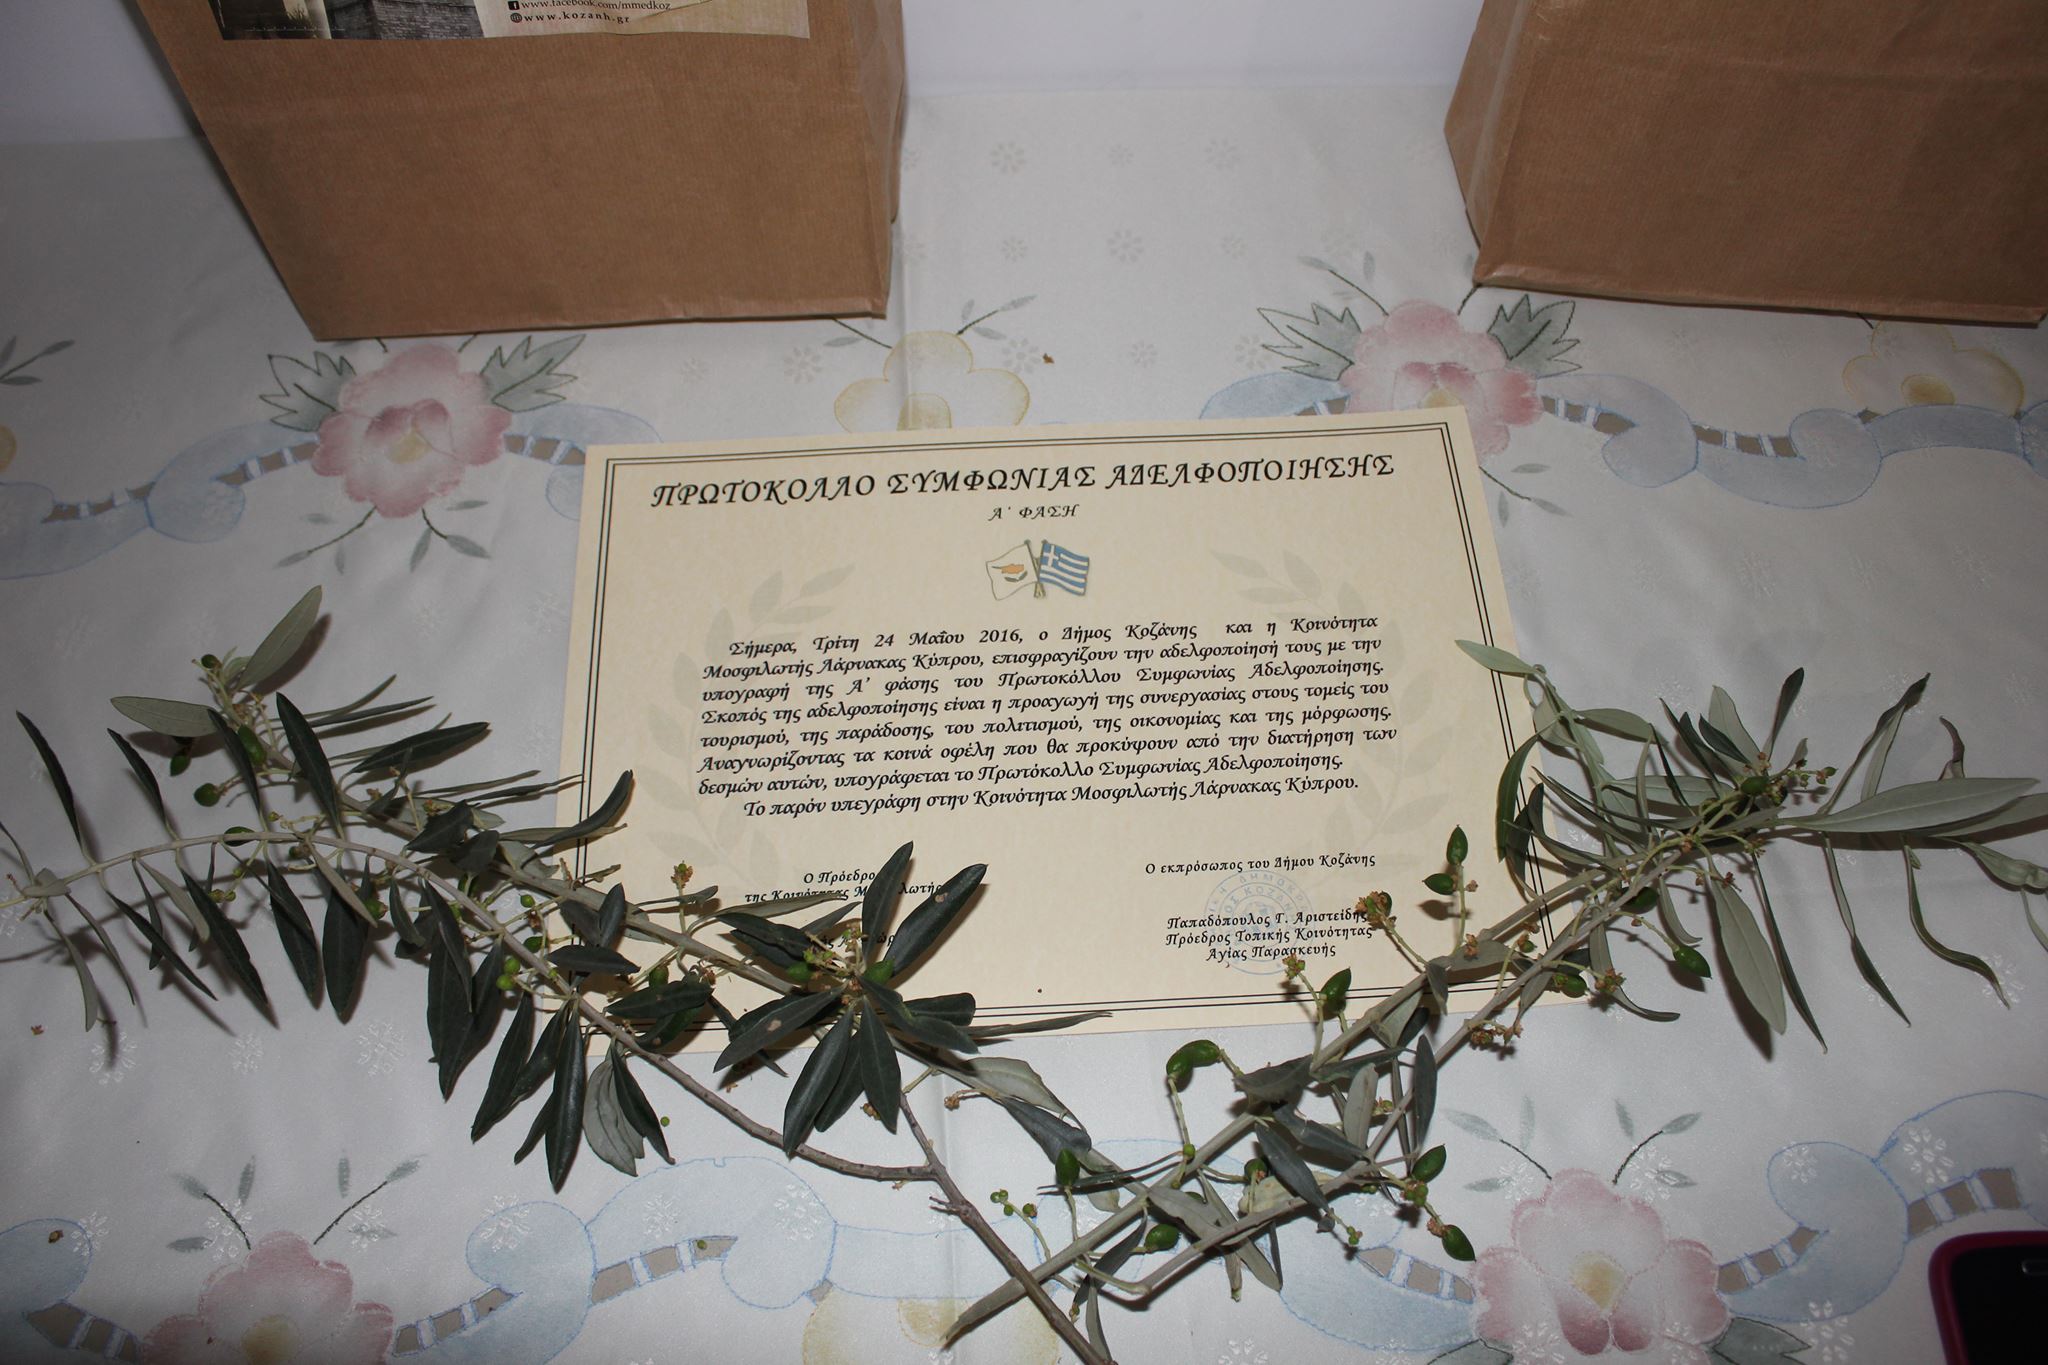 www.facebook.com/mmedkoz
www.kozanh.gr
ΠΡΩΤΟΚΟΛΛΟ ΣΥΜΦΩΝΙΑΣ ΑΔΕΛΦΟΠΟΙΗΣΗΣ
Α΄ ΦΑΣΗ
Σήμερα, Τρίτη 24 Μαΐου 2016, ο Δήμος Κοζάνης και η Κοινότητα
Μοσφιλωτής Λάρνακας Κύπρου, επισφραγίζουν την αδελφοποίησή τους με την
υπογραφή της Α' φάσης του Πρωτοκόλλου Συμφωνίας Αδελφοποίησης.
Σκοπός της αδελφοποίησης είναι η προαγωγή της συνεργασίας στους τομείς του
τουρισμού, της παράδοσης, του πολιτισμού, της οικονομίας και της μόρφωσης.
Αναγνωρίζοντας τα κοινά οφέλη που θα προκύψουν από την διατήρηση των
δεσμών αυτών, υπογράφεται το Πρωτόκολλο Συμφωνίας Αδελφοποίησης.
Το παρόν υπεγράφη στην Κοινότητα Μοσφιλωτής Λάρνακας Κύπρου.
Ο Πρόεδρο
της Κοινότητας
Ο εκπρόσωπος του Δήμου Κοζάνης
Παπαδόπουλος Γ. Αριστείδης
Πρόεδρος Τοπικής Κοινότητας
Αγίας Παρασκευής